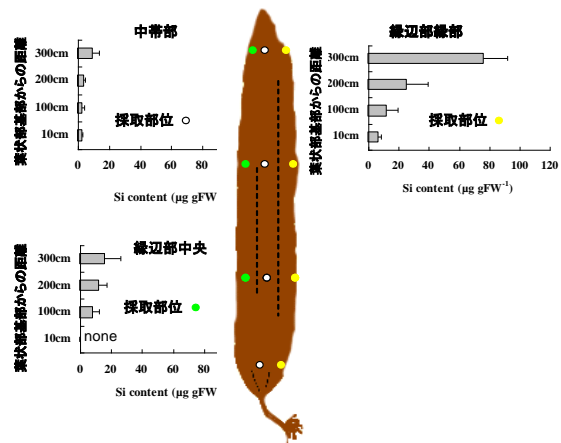 中帯部
葉状部基部からの距離
300cm
200cm
100cm
10cm
採取部位
0 20 40 60 80
Si content (μg gFW
縁辺部縁部
葉状部基部からの距離
300cm
200cm
100cm
10cm
採取部位
0 20 40 60 80 100 120
Si content (μg gFW⁻¹)
縁辺部中央
葉状部基部からの距離
300cm
200cm
100cm
10cm
none
採取部位
0 20 40 60 80
Si content (μg gFW